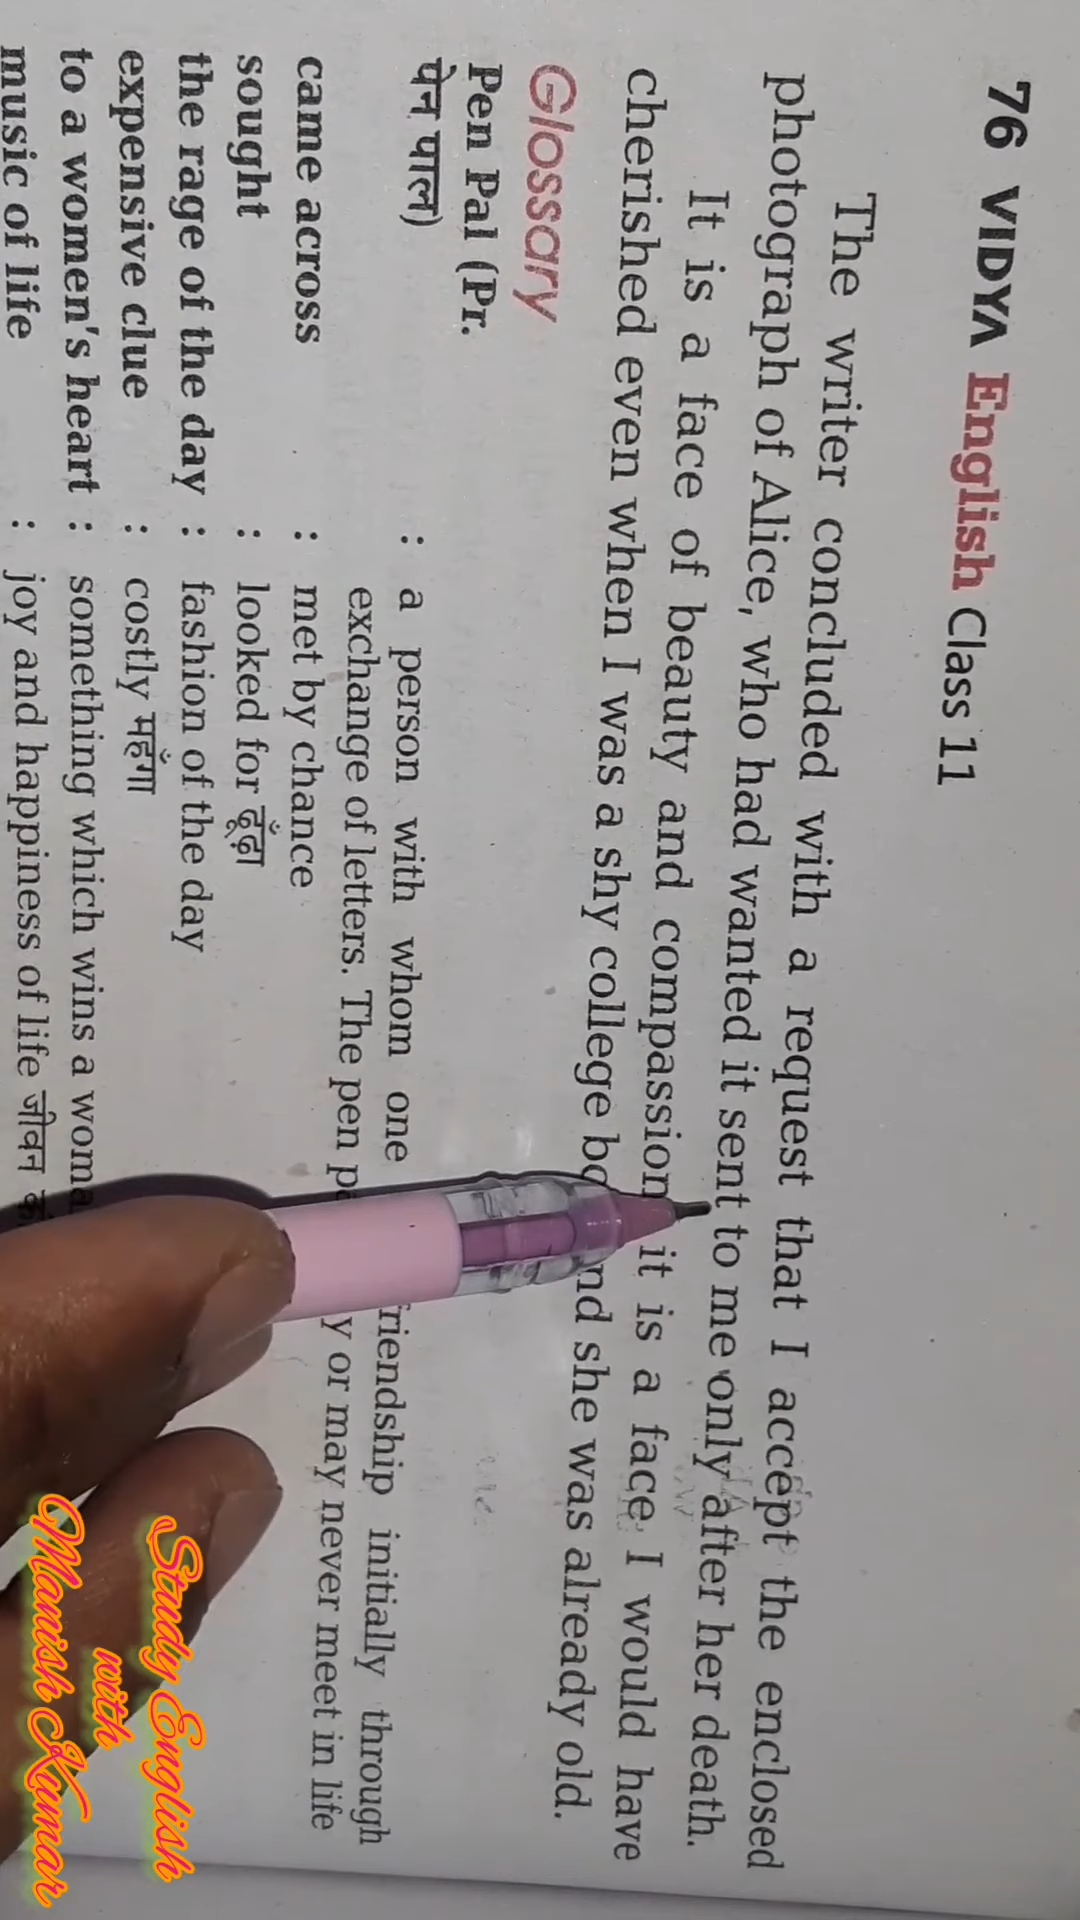 76 VIDYA English Class 11
The writer concluded with a request that I accept the enclosed
photograph of Alice, who had wanted it sent to me only after her death.
It is a face of beauty and compassion it is a face I would have
cherished even when I was a shy college nd she was already old.
Glossary
Pen Pal (Pr. : a person with whom one riendship initially through
पेन पाल) exchange of letters. The pen y or may never meet in life
came across : met by chance
sought : looked for ढूँढ़ा
the rage of the day : fashion of the day
expensive clue : costly महँगा
to a women's heart : something which wins a woma
music of life : joy and happiness of life जीवन
Study English
with
Manish Kumar